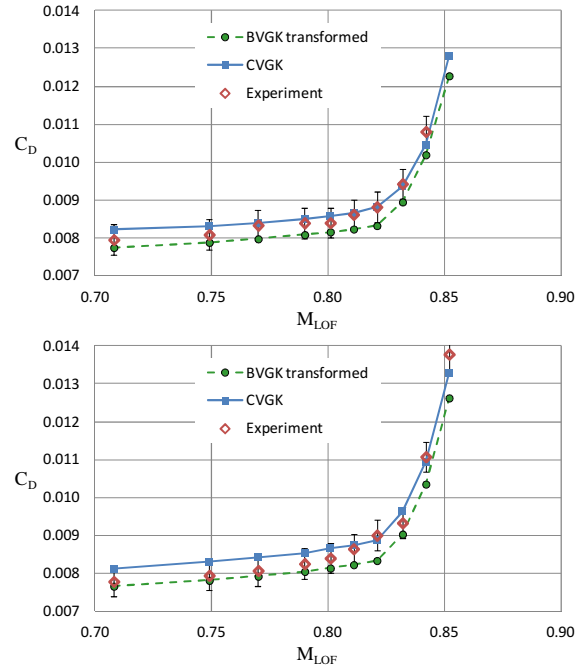 0.014
0.013
0.012
0.011
0.010
0.009
0.008
0.007
C_D
BVGK transformed
CVGK
Experiment
0.70 0.75 0.80 0.85 0.90
M_LOF
0.014
0.013
0.012
0.011
0.010
0.009
0.008
0.007
C_D
BVGK transformed
CVGK
Experiment
0.70 0.75 0.80 0.85 0.90
M_LOF